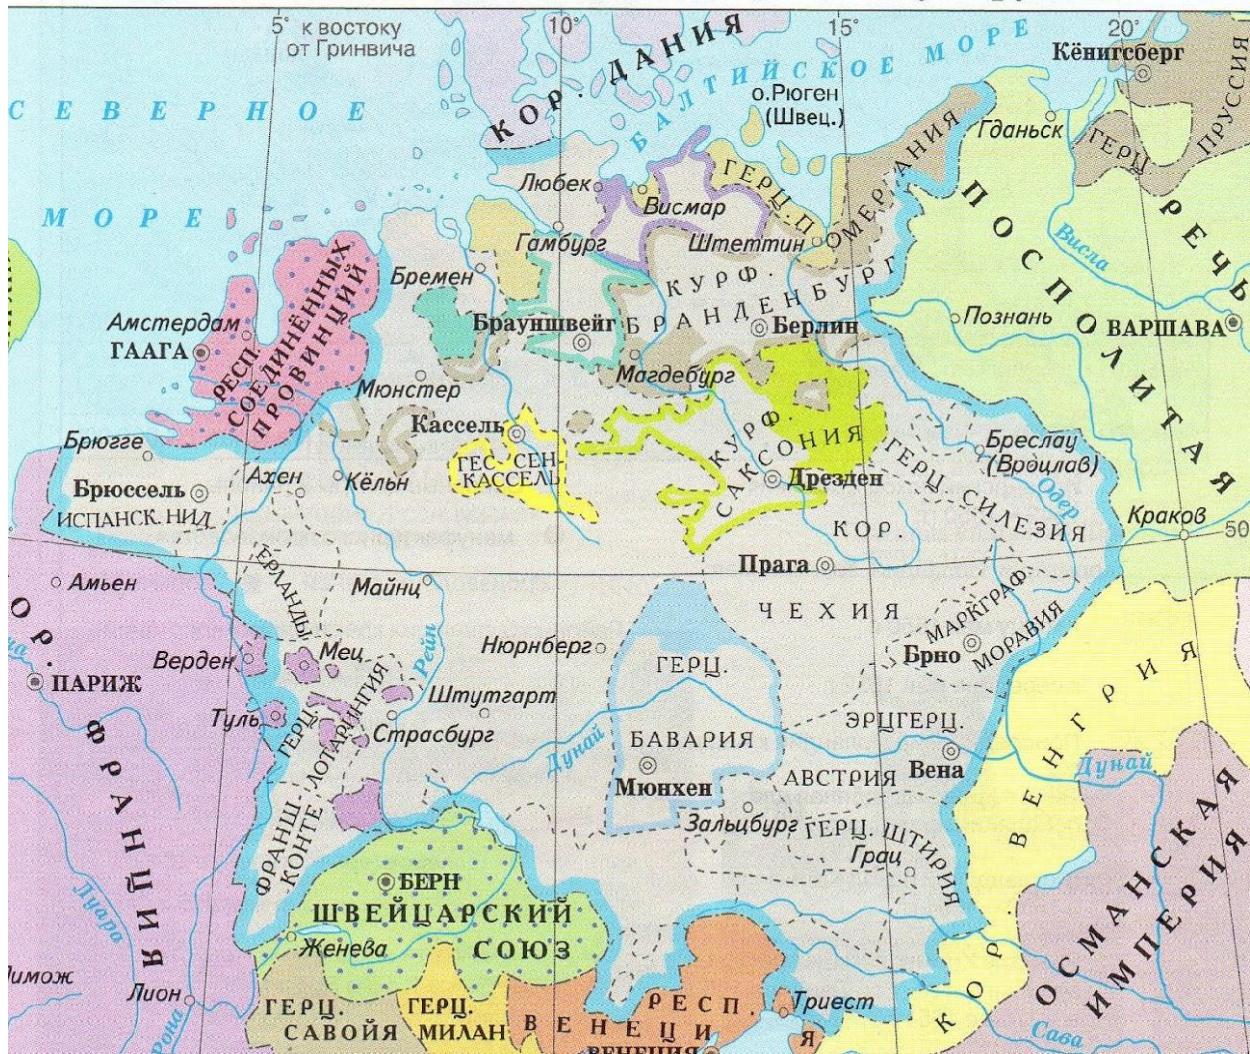 5°
к востоку
от Гринвича
10°
15°
20°
СЕВЕРНОЕ
МОРЕ
КОР. ДАНИЯ
БАЛТИЙСКОЕ МОРЕ
о.Рюген
(Швец.)
Кёнигсберг
Гданьск
ГЕРЦ.
ПРУССИЯ
Любек
Висмар
ГЕРЦ. ПОМЕРАНИЯ
Гамбург
Штеттин
Бремен
КУРФ.
БРАНДЕНБУРГ
РЕЧЬ
ПОСПОЛИТАЯ
Висла
Амстердам
ГААГА
РЕСП.
СОЕДИНЁННЫХ
ПРОВИНЦИЙ
Брауншвейг
Берлин
Познань
ВАРШАВА
Мюнстер
Магдебург
Кассель
ГЕССЕН-
-КАССЕЛЬ
КУРФ.
САКСОНИЯ
Дрезден
Бреслау
(Вроцлав)
ГЕРЦ. СИЛЕЗИЯ
Одер
Брюгге
Брюссель
Ахен
Кёльн
ИСПАНСК. НИД
ЕРЛАНДЫ
КОР.
ЧЕХИЯ
Прага
Краков
50
Амьен
Майнц
МАРКГРАФ.
МОРАВИЯ
Брно
ОР.
ФРАНЦИЯ
ПАРИЖ
Верден
Мец
Рейн
Нюрнберг
ГЕРЦ.
БАВАРИЯ
Мюнхен
Туль
ГЕРЦ.
ЛОТАРИНГИЯ
Штутгарт
Страсбург
Дунай
ЭРЦГЕРЦ.
АВСТРИЯ
Вена
КОР. ВЕНГРИЯ
Дунай
Зальцбург
ГЕРЦ. ШТИРИЯ
Грац
ФРАНШ-
КОНТЕ
БЕРН
ШВЕЙЦАРСКИЙ
СОЮЗ
Женева
Луара
Лион
Рона
ГЕРЦ.
САВОЙЯ
ГЕРЦ.
МИЛАН
РЕСП.
ВЕНЕЦИЯ
ВЕНЕЦИЯ
Триест
ОСМАНСКАЯ
ИМПЕРИЯ
Сава